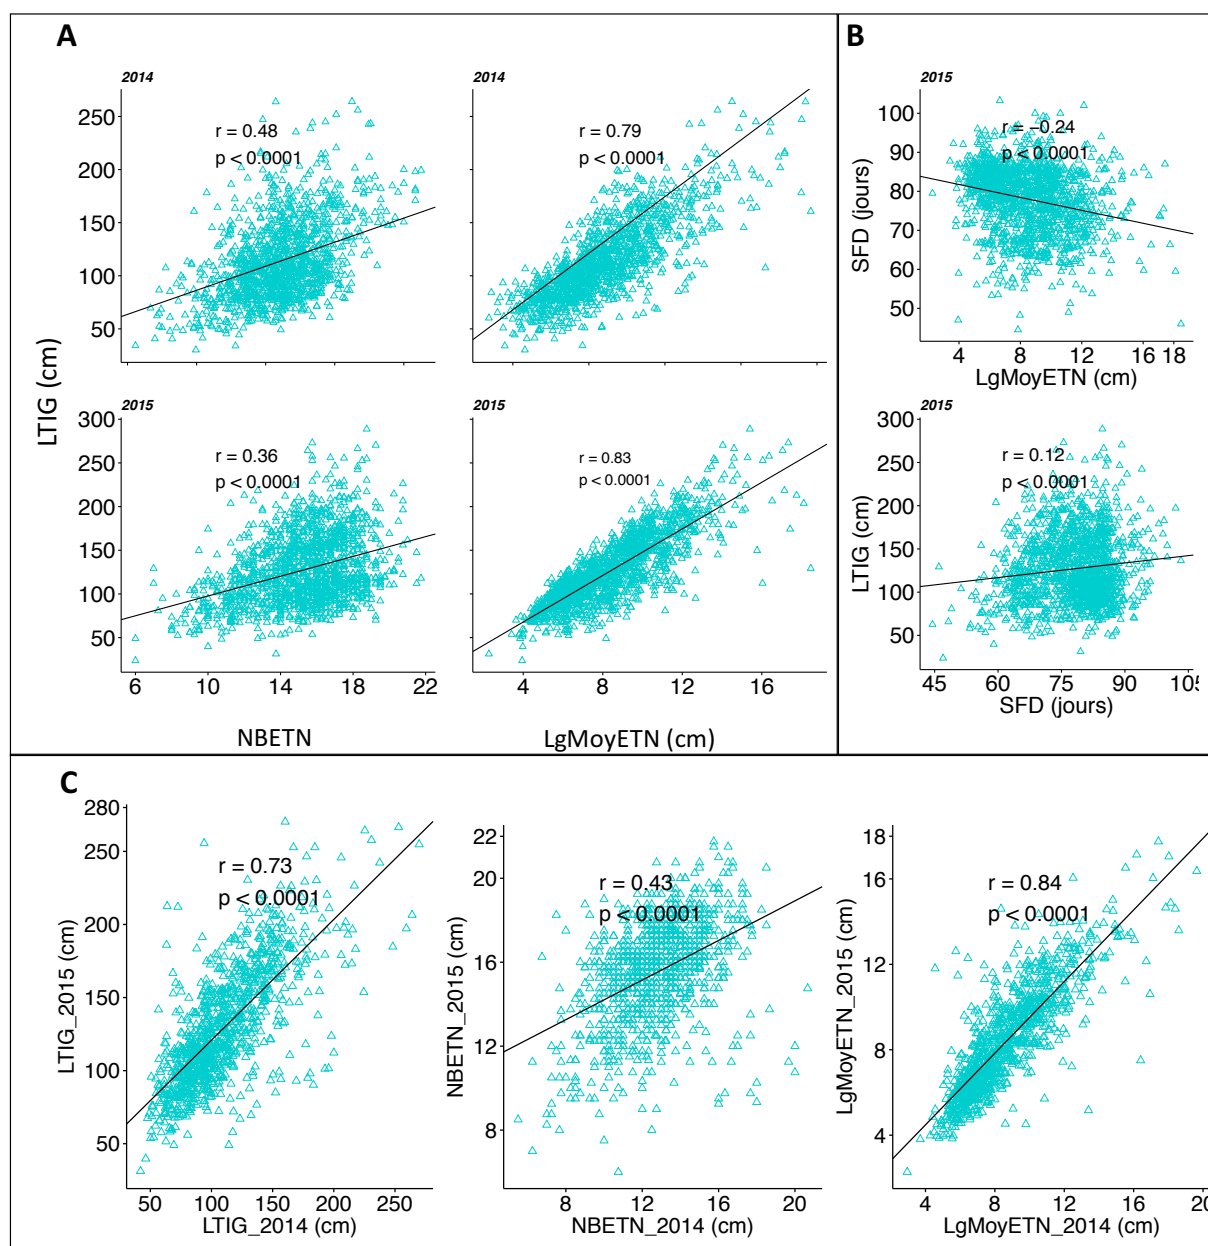 A
2014
r = 0.48
p < 0.0001
250
200
150
100
50
2014
r = 0.79
p < 0.0001
LTIG (cm)
2015
r = 0.36
p < 0.0001
300
250
200
150
100
50
6 10 14 18 22
NBETN
2015
r = 0.83
p < 0.0001
4 8 12 16
LgMoyETN (cm)
B
2015
r = −0.24
p < 0.0001
SFD (jours)
100
90
80
70
60
50
4 8 12 16 18
LgMoyETN (cm)
2015
r = 0.12
p < 0.0001
LTIG (cm)
300
250
200
150
100
50
45 60 75 90 105
SFD (jours)
C
r = 0.73
p < 0.0001
LTIG_2015 (cm)
280
250
200
150
100
50
50 100 150 200 250
LTIG_2014 (cm)
r = 0.43
p < 0.0001
NBETN_2015 (cm)
22
20
16
12
8
8 12 16 20
NBETN_2014 (cm)
r = 0.84
p < 0.0001
LgMoyETN_2015 (cm)
18
16
12
8
4
4 8 12 16 20
LgMoyETN_2014 (cm)